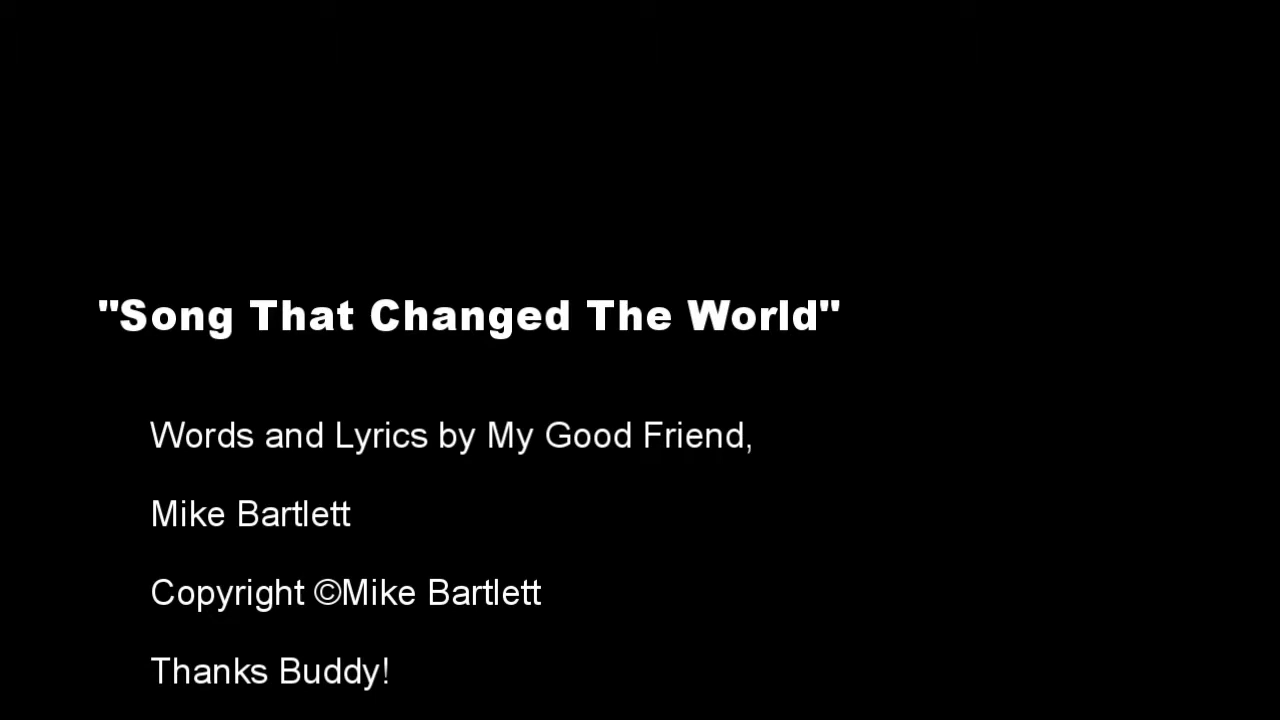 "Song That Changed The World"
Words and Lyrics by My Good Friend,
Mike Bartlett
Copyright ©Mike Bartlett
Thanks Buddy!